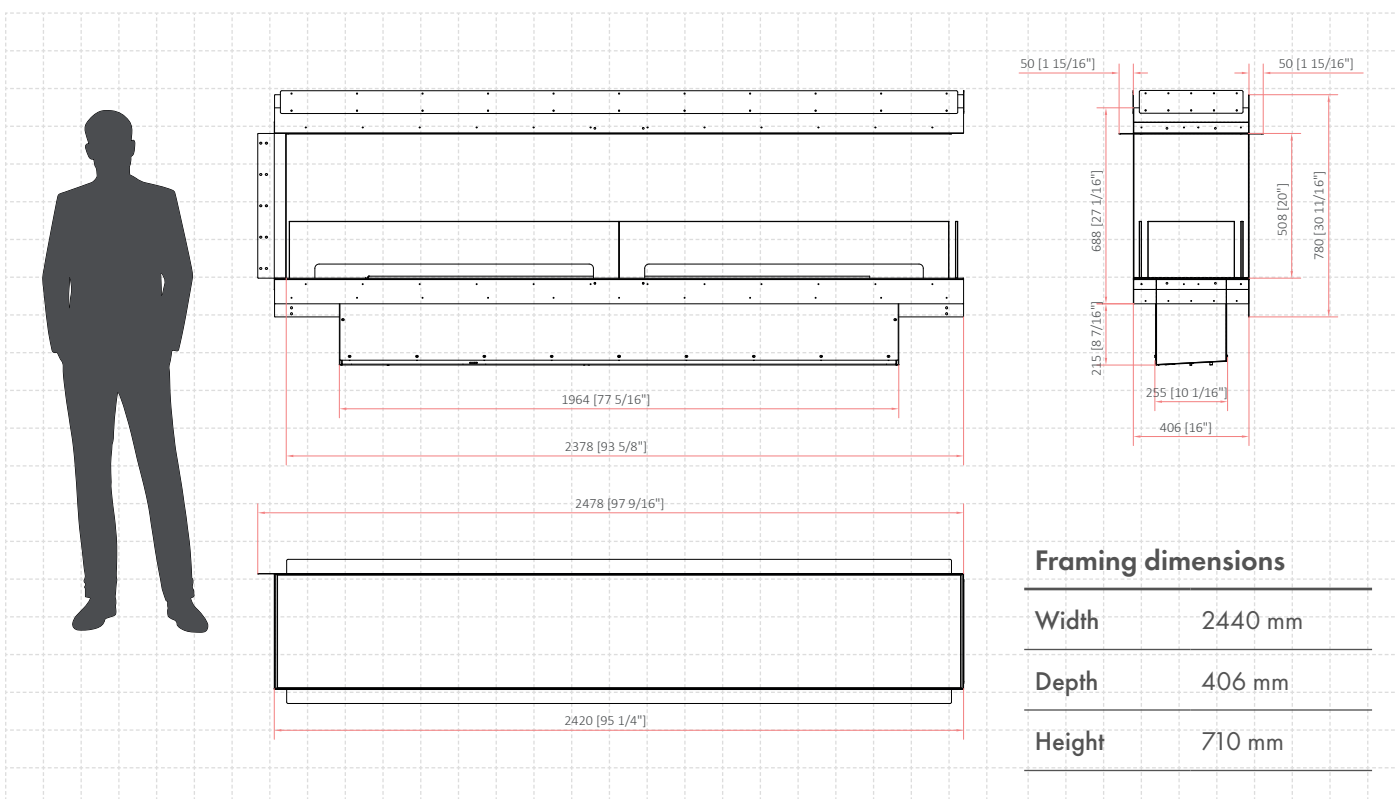 50 [1 15/16"]
50 [1 15/16"]
688 [27 1/16"]
508 [20"]
780 [30 11/16"]
215 [8 7/16"]
255 [10 1/16"]
406 [16"]
1964 [77 5/16"]
2378 [93 5/8"]
2478 [97 9/16"]
2420 [95 1/4"]
Framing dimensions
Width 2440 mm
Depth 406 mm
Height 710 mm